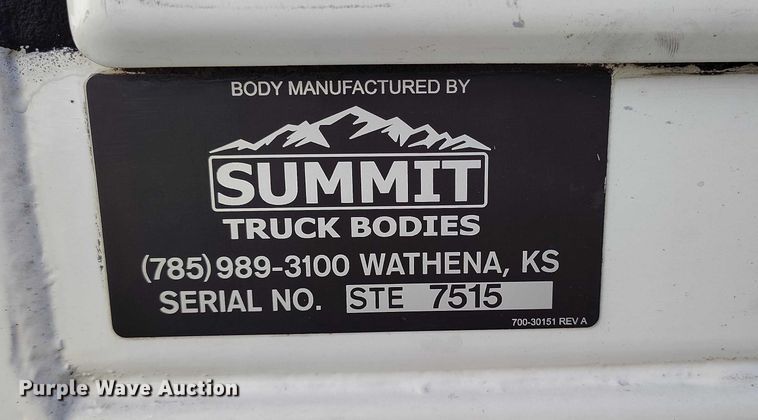 BODY MANUFACTURED BY
SUMMIT
TRUCK BODIES
(785) 989-3100 WATHENA, KS
SERIAL NO. STE 7515
700-30151 REV A
Purple Wave Auction